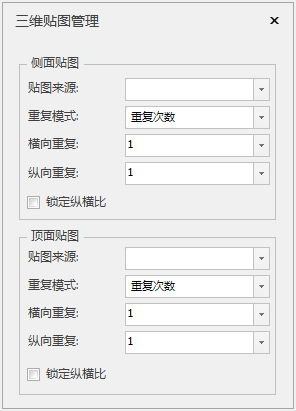 三维贴图管理
侧面贴图
贴图来源:
重复模式: 重复次数
横向重复: 1
纵向重复: 1
锁定纵横比
顶面贴图
贴图来源:
重复模式: 重复次数
横向重复: 1
纵向重复: 1
锁定纵横比